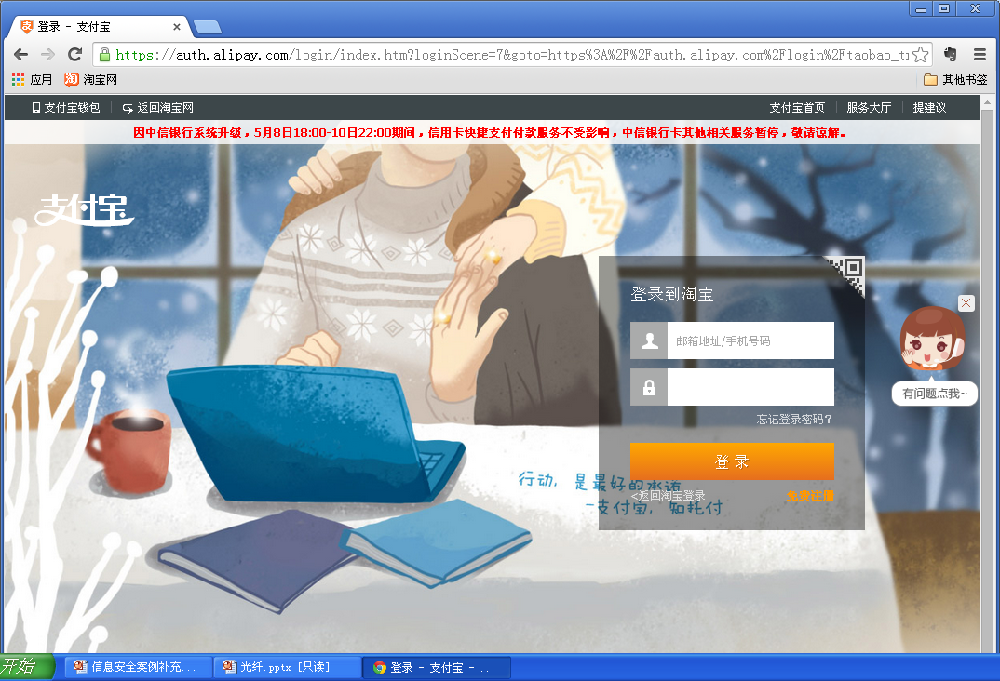 登录 - 支付宝
https://auth.alipay.com/login/index.htm?loginScene=7&goto=https%3A%2F%2Fauth.alipay.com%2Flogin%2Ftaobao_tr
应用 淘宝网 其他书签
支付宝钱包 返回淘宝网 支付宝首页 服务大厅 提建议
因中信银行系统升级，5月8日18:00-10日22:00期间，信用卡快捷支付付款服务不受影响，中信银行卡其他相关服务暂停，敬请谅解。
支付宝
登录到淘宝
邮箱地址/手机号码
有问题点我~
忘记登录密码?
登 录
行动，是最好的承诺
<返回淘宝登录 免费注册
-支付宝，知托付
开始 信息安全案例补充... 光纤.pptx [只读] 登录 - 支付宝 - ...